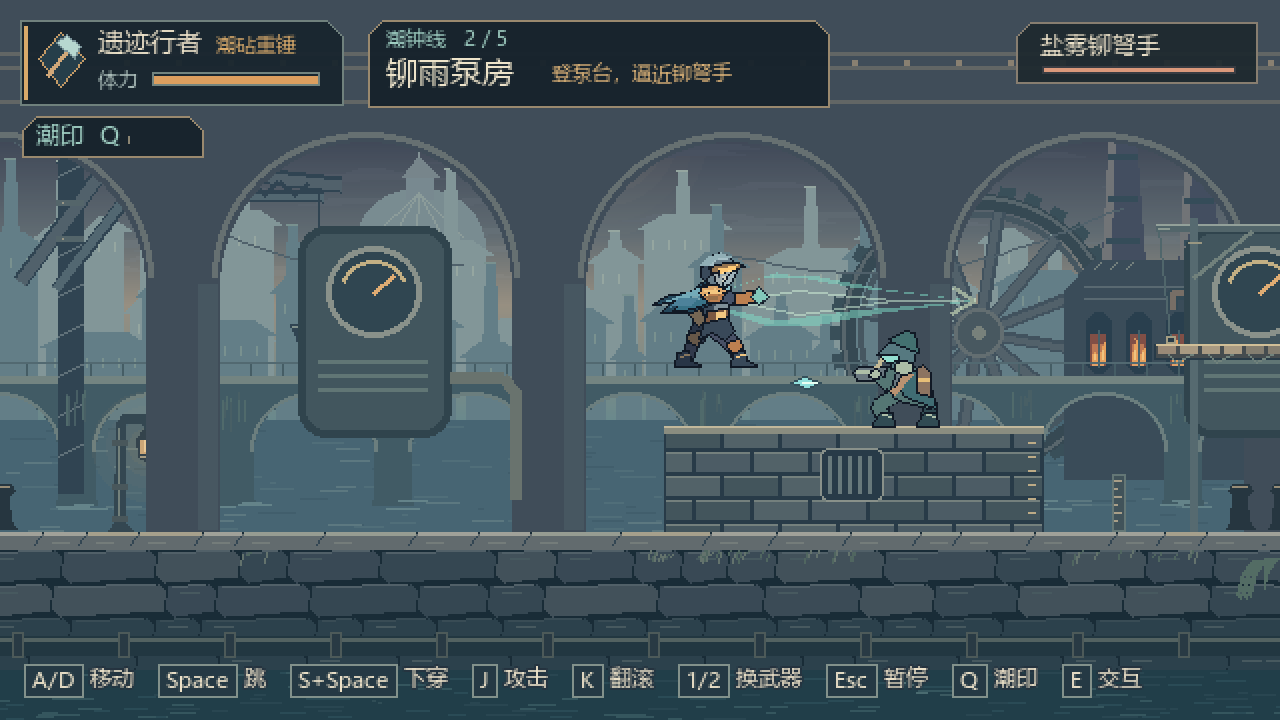 遗迹行者 潮砧重锤
体力
潮钟线 2/5
铆雨泵房 登泵台，逼近铆弩手
盐雾铆弩手
潮印 Q
A/D 移动 Space 跳 S+Space 下穿 J 攻击 K 翻滚 1/2 换武器 Esc 暂停 Q 潮印 E 交互